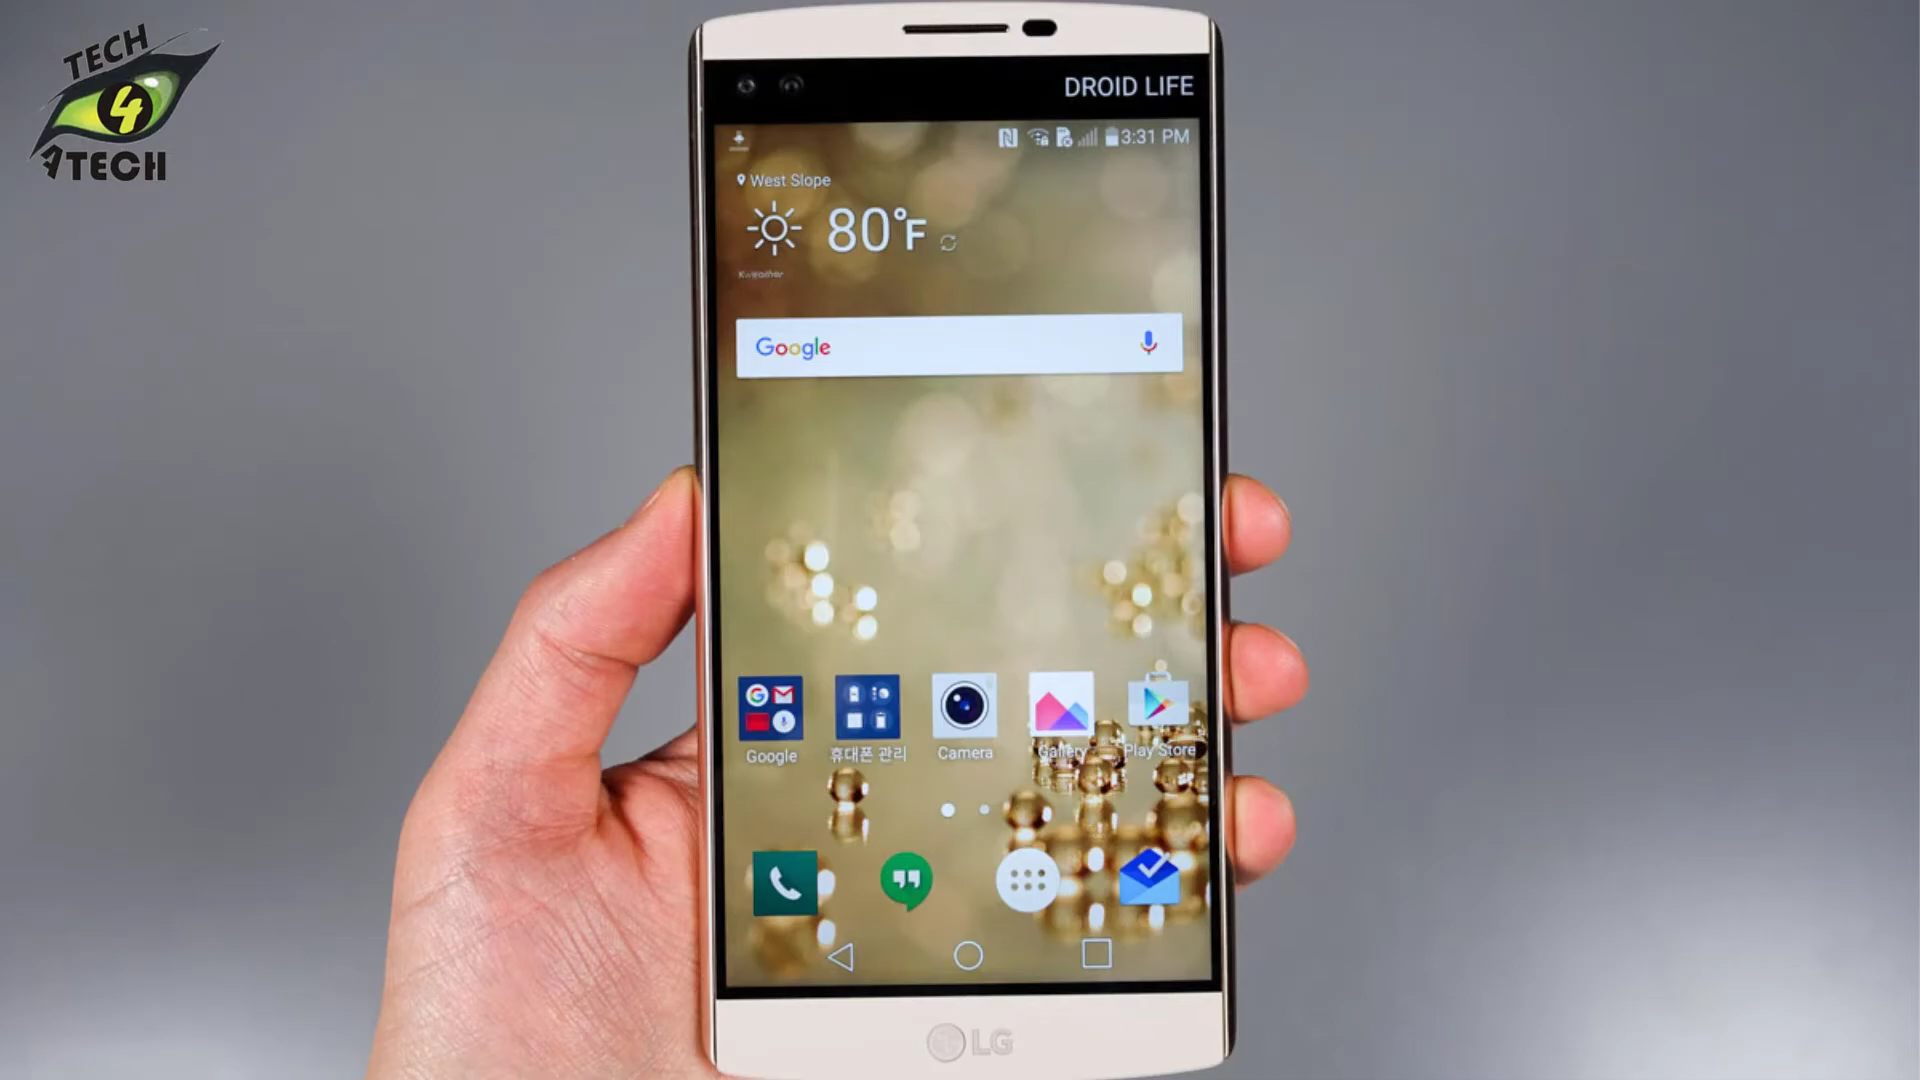 TECH
4
TECH
DROID LIFE
3:31 PM
West Slope
80°F
Kweather
Google
Google
휴대폰 관리
Camera
Gallery
Play Store
LG